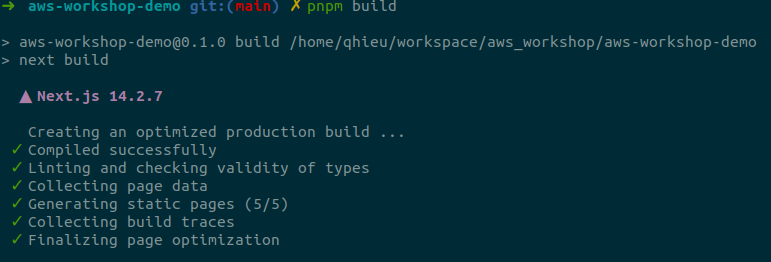 ➜ aws-workshop-demo git:(main) ✗ pnpm build
> aws-workshop-demo@0.1.0 build /home/qhieu/workspace/aws_workshop/aws-workshop-demo
> next build
▲ Next.js 14.2.7
Creating an optimized production build ...
✓ Compiled successfully
✓ Linting and checking validity of types
✓ Collecting page data
✓ Generating static pages (5/5)
✓ Collecting build traces
✓ Finalizing page optimization